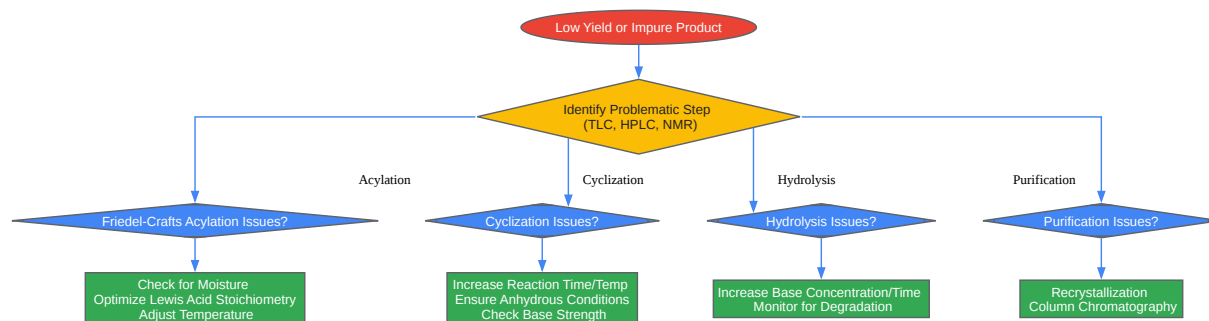 Low Yield or Impure Product
Identify Problematic Step
(TLC, HPLC, NMR)
Acylation
Cyclization
Hydrolysis
Purification
Friedel-Crafts Acylation Issues?
Cyclization Issues?
Hydrolysis Issues?
Purification Issues?
Check for Moisture
Optimize Lewis Acid Stoichiometry
Adjust Temperature
Increase Reaction Time/Temp
Ensure Anhydrous Conditions
Check Base Strength
Increase Base Concentration/Time
Monitor for Degradation
Recrystallization
Column Chromatography